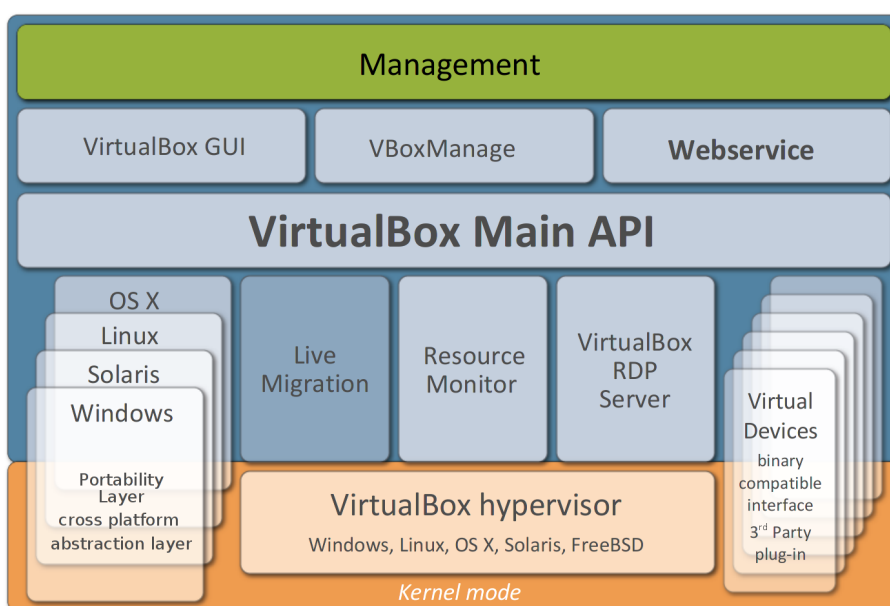 Management
VirtualBox GUI
VBoxManage
Webservice
VirtualBox Main API
OS X
Linux
Solaris
Windows
Portability
Layer
cross platform
abstraction layer
Live
Migration
Resource
Monitor
VirtualBox
RDP
Server
Virtual
Devices
binary
compatible
interface
3rd Party
plug-in
VirtualBox hypervisor
Windows, Linux, OS X, Solaris, FreeBSD
Kernel mode